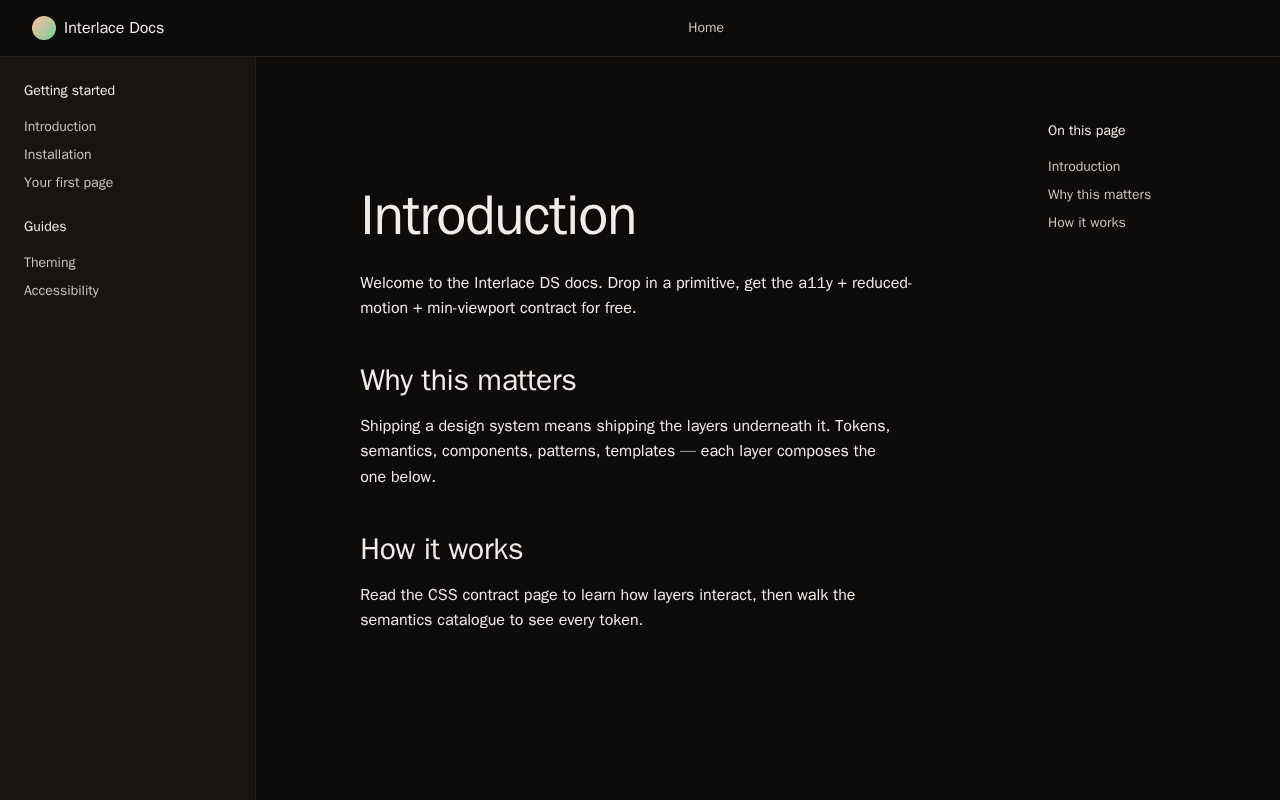 Interlace Docs
Home
Getting started
Introduction
Installation
Your first page
Guides
Theming
Accessibility
Introduction
Welcome to the Interlace DS docs. Drop in a primitive, get the a11y + reduced-
motion + min-viewport contract for free.
Why this matters
Shipping a design system means shipping the layers underneath it. Tokens,
semantics, components, patterns, templates — each layer composes the
one below.
How it works
Read the CSS contract page to learn how layers interact, then walk the
semantics catalogue to see every token.
On this page
Introduction
Why this matters
How it works